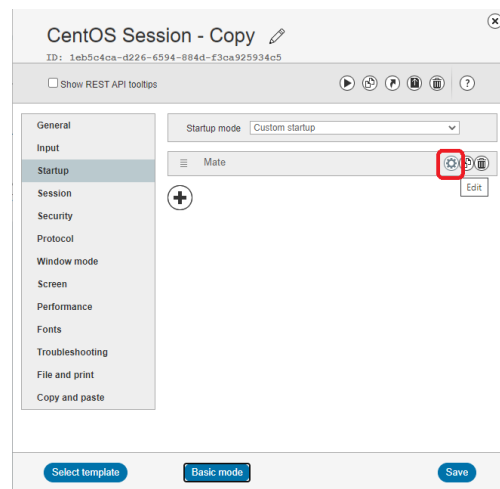 CentOS Session - Copy
ID: 1eb5c4ca-d226-6594-884d-f3ca925934c5
Show REST API tooltips
?
General
Input
Startup
Session
Security
Protocol
Window mode
Screen
Performance
Fonts
Troubleshooting
File and print
Copy and paste
Startup mode Custom startup
Mate
Edit
Select template
Basic mode
Save